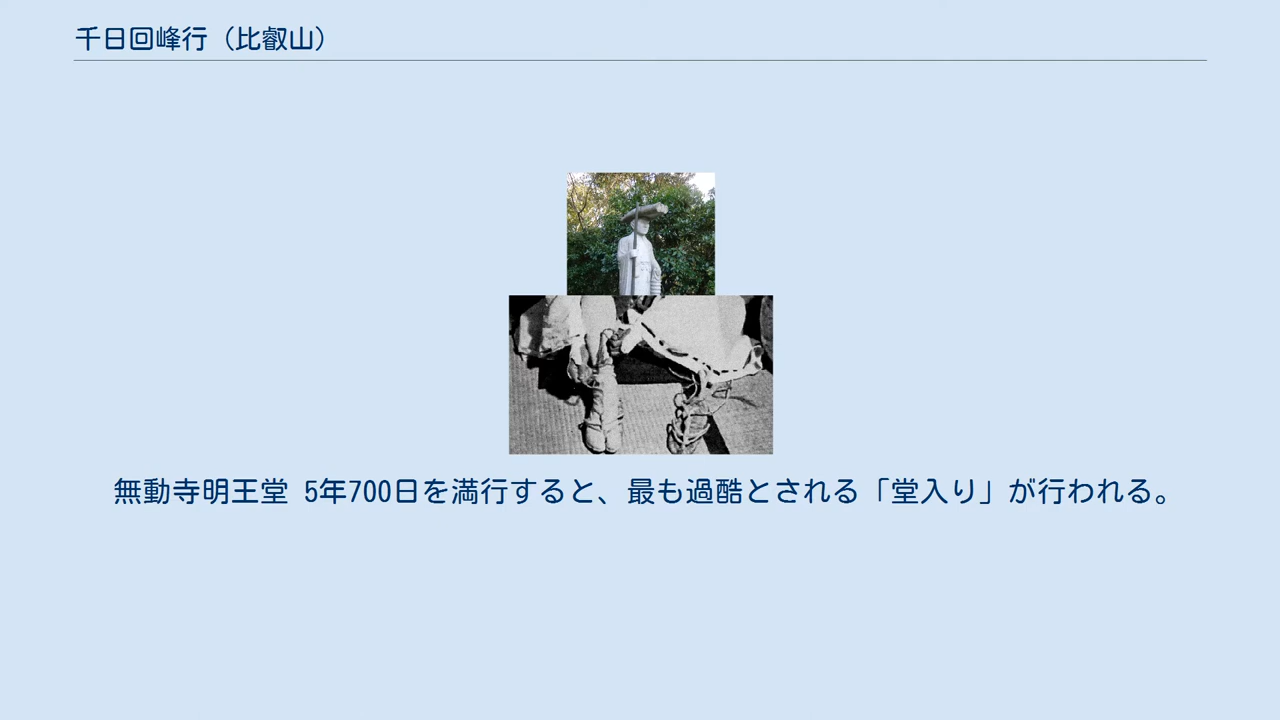 千日回峰行（比叡山）
無動寺明王堂 5年700日を満行すると、最も過酷とされる「堂入り」が行われる。